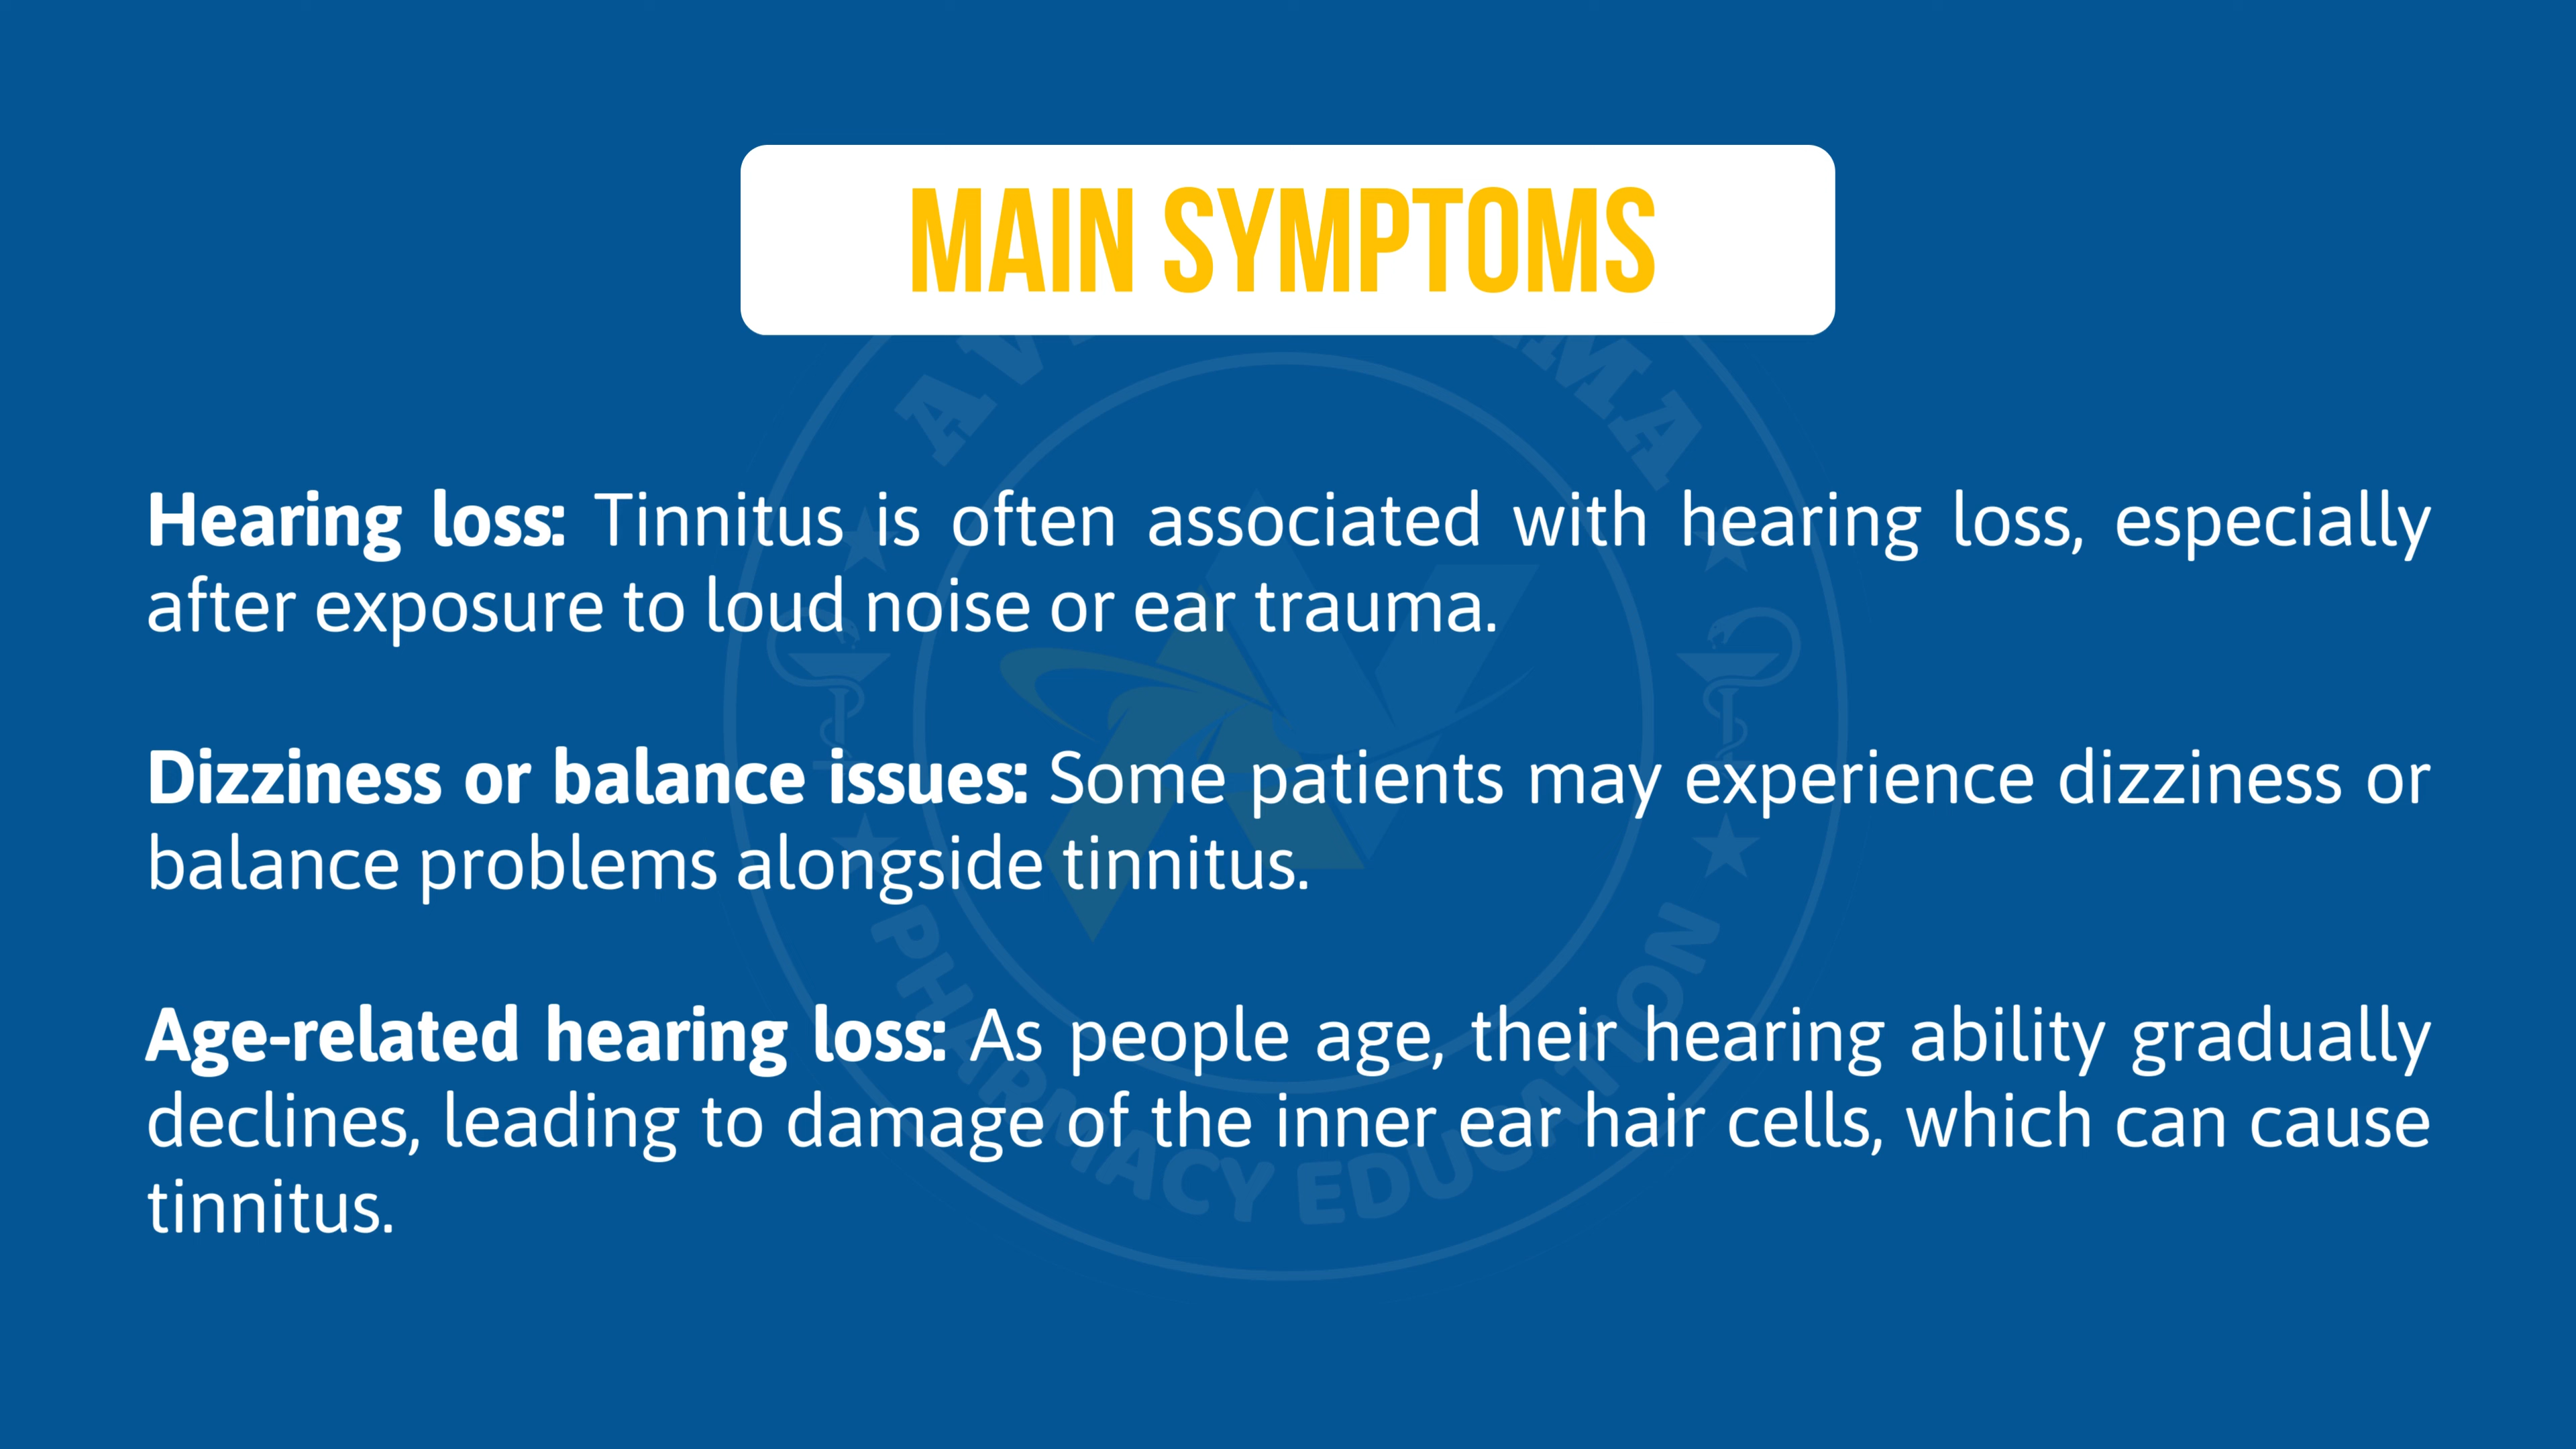 MAIN SYMPTOMS
Hearing loss: Tinnitus is often associated with hearing loss, especially
after exposure to loud noise or ear trauma.
Dizziness or balance issues: Some patients may experience dizziness or
balance problems alongside tinnitus.
Age-related hearing loss: As people age, their hearing ability gradually
declines, leading to damage of the inner ear hair cells, which can cause
tinnitus.
PHARMACY EDUCATION